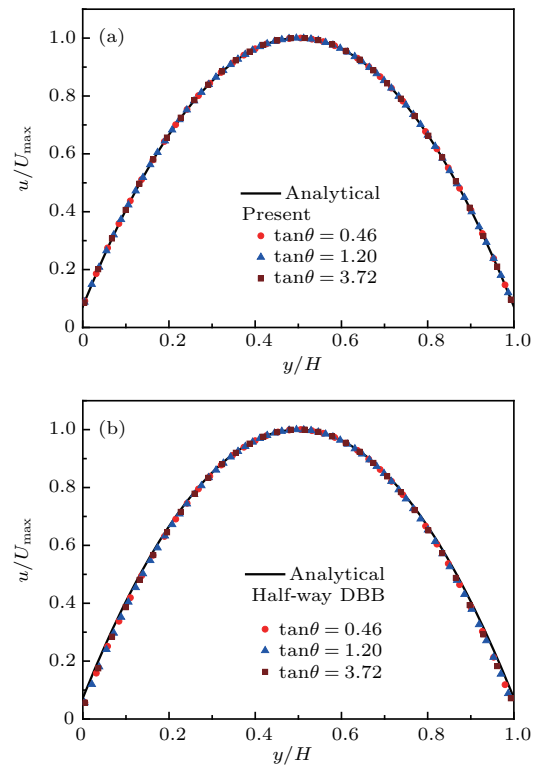 (a)
1.0
0.8
0.6
0.4
0.2
0
u/Umax
Analytical
Present
tanθ = 0.46
tanθ = 1.20
tanθ = 3.72
0 0.2 0.4 0.6 0.8 1.0
y/H
(b)
1.0
0.8
0.6
0.4
0.2
0
u/Umax
Analytical
Half-way DBB
tanθ = 0.46
tanθ = 1.20
tanθ = 3.72
0 0.2 0.4 0.6 0.8 1.0
y/H